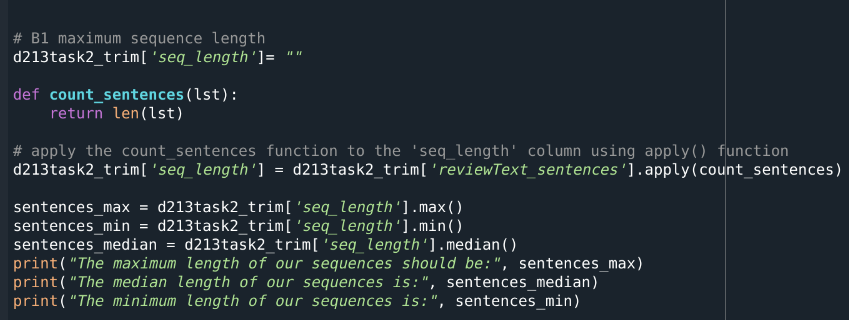 # B1 maximum sequence length
d213task2_trim['seq_length']= ""
def count_sentences(lst):
    return len(lst)
# apply the count_sentences function to the 'seq_length' column using apply() function
d213task2_trim['seq_length'] = d213task2_trim['reviewText_sentences'].apply(count_sentences)
sentences_max = d213task2_trim['seq_length'].max()
sentences_min = d213task2_trim['seq_length'].min()
sentences_median = d213task2_trim['seq_length'].median()
print("The maximum length of our sequences should be:", sentences_max)
print("The median length of our sequences is:", sentences_median)
print("The minimum length of our sequences is:", sentences_min)